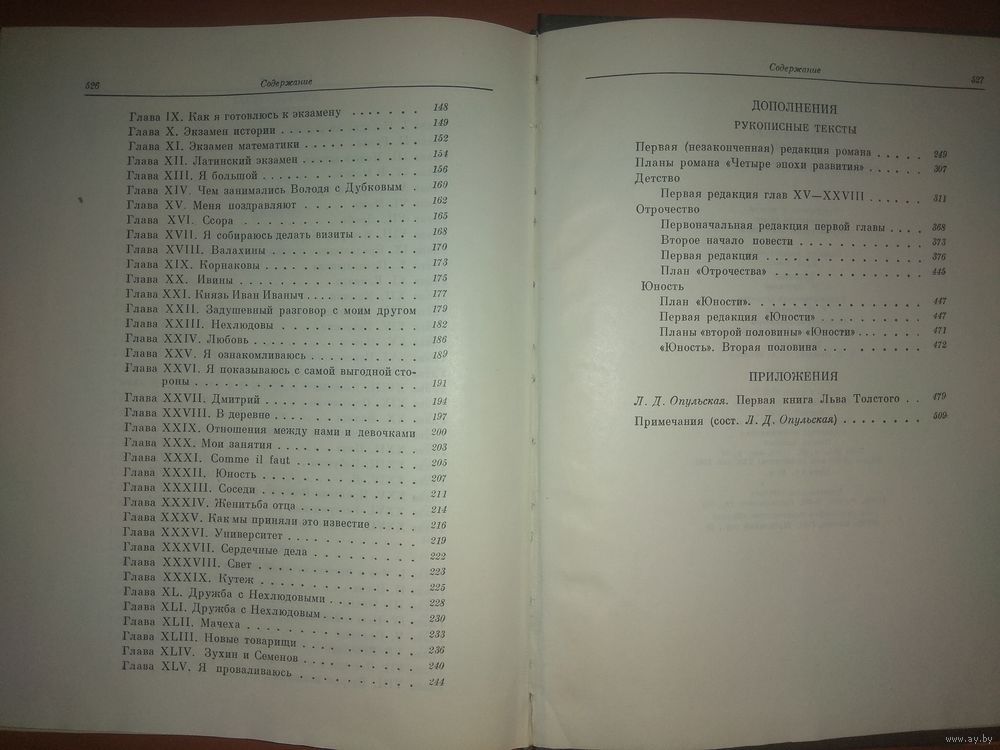 526
Содержание
Глава IX. Как я готовлюсь к экзамену . . . . . . 148
Глава X. Экзамен истории . . . . . . . . . . . . 149
Глава XI. Экзамен математики . . . . . . . . . . 152
Глава XII. Латинский экзамен . . . . . . . . . . 154
Глава XIII. Я большой . . . . . . . . . . . . . 156
Глава XIV. Чем занимались Володя с Дубковым . 160
Глава XV. Меня поздравляют . . . . . . . . . . 162
Глава XVI. Ссора . . . . . . . . . . . . . . . 165
Глава XVII. Я собираюсь делать визиты . . . . . 168
Глава XVIII. Валахины . . . . . . . . . . . . . 170
Глава XIX. Корнаковы . . . . . . . . . . . . . 173
Глава XX. Ивины . . . . . . . . . . . . . . . 175
Глава XXI. Князь Иван Иваныч . . . . . . . . . 177
Глава XXII. Задушевный разговор с моим другом 179
Глава XXIII. Нехлюдовы . . . . . . . . . . . . 182
Глава XXIV. Любовь . . . . . . . . . . . . . . 186
Глава XXV. Я ознакомливаюсь . . . . . . . . . 189
Глава XXVI. Я показываюсь с самой выгодной сто-
роны . . . . . . . . . . . . . . . . . . 191
Глава XXVII. Дмитрий . . . . . . . . . . . . . 194
Глава XXVIII. В деревне . . . . . . . . . . . . 197
Глава XXIX. Отношения между нами и девочками 200
Глава XXX. Мои занятия . . . . . . . . . . . . 203
Глава XXXI. Comme il faut . . . . . . . . . . . 205
Глава XXXII. Юность . . . . . . . . . . . . . 207
Глава XXXIII. Соседи . . . . . . . . . . . . . 211
Глава XXXIV. Женитьба отца . . . . . . . . . . 214
Глава XXXV. Как мы приняли это известие . . . . 216
Глава XXXVI. Университет . . . . . . . . . . . 219
Глава XXXVII. Сердечные дела . . . . . . . . . 222
Глава XXXVIII. Свет . . . . . . . . . . . . . 223
Глава XXXIX. Кутеж . . . . . . . . . . . . . . 225
Глава XL. Дружба с Нехлюдовыми . . . . . . . . 228
Глава XLI. Дружба с Нехлюдовым . . . . . . . . 230
Глава XLII. Мачеха . . . . . . . . . . . . . . 233
Глава XLIII. Новые товарищи . . . . . . . . . . 236
Глава XLIV. Зухин и Семенов . . . . . . . . . . 240
Глава XLV. Я проваливаюсь . . . . . . . . . . . 244
Содержание
527
ДОПОЛНЕНИЯ
РУКОПИСНЫЕ ТЕКСТЫ
Первая (незаконченная) редакция романа . . . . . 249
Планы романа «Четыре эпохи развития» . . . . . . 307
Детство
Первая редакция глав XV—XXVIII . . . . . . 311
Отрочество
Первоначальная редакция первой главы . . . . 368
Второе начало повести . . . . . . . . . . . 373
Первая редакция . . . . . . . . . . . . . . 376
План «Отрочества» . . . . . . . . . . . . . 445
Юность
План «Юности» . . . . . . . . . . . . . . . 447
Первая редакция «Юности» . . . . . . . . . 447
Планы «второй половины» «Юности» . . . . . . 471
«Юность». Вторая половина . . . . . . . . . 472
ПРИЛОЖЕНИЯ
Л. Д. Опульская. Первая книга Льва Толстого . . 479
Примечания (сост. Л. Д. Опульская) . . . . . . . . 509
www.ay.by